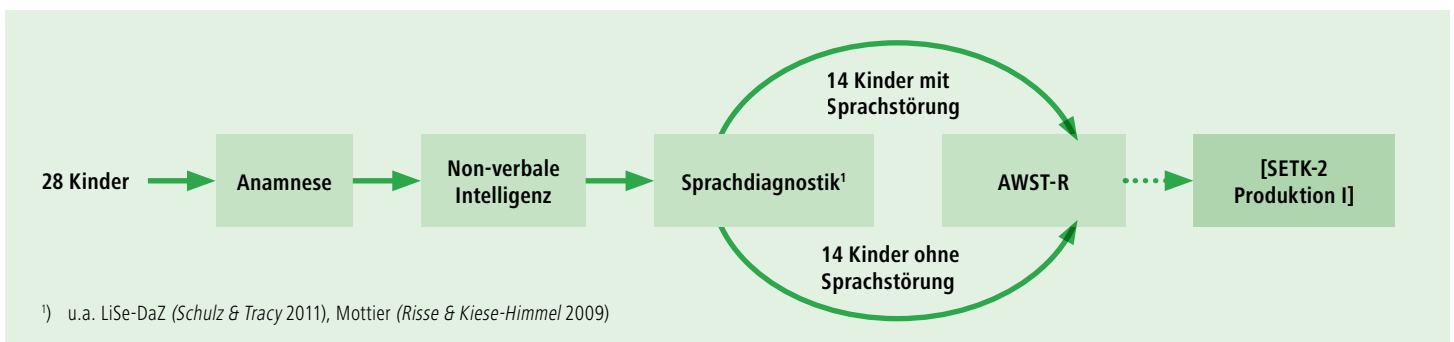 14 Kinder mit
Sprachstörung
28 Kinder
Anamnese
Non-verbale
Intelligenz
Sprachdiagnostik¹
AWST-R
[SETK-2
Produktion I]
14 Kinder ohne
Sprachstörung
¹) u.a. LiSe-DaZ (Schulz & Tracy 2011), Mottier (Risse & Kiese-Himmel 2009)